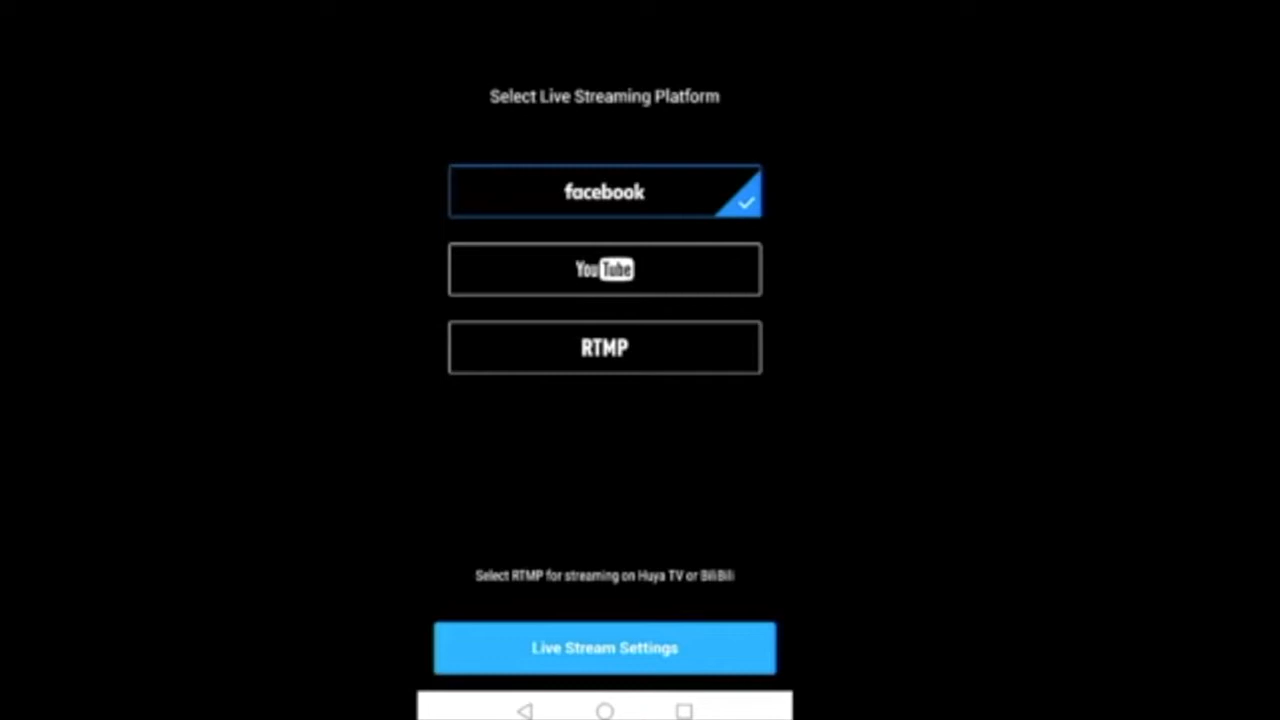 Select Live Streaming Platform
facebook
YouTube
RTMP
Select RTMP for streaming on Huya TV or BiliBili
Live Stream Settings